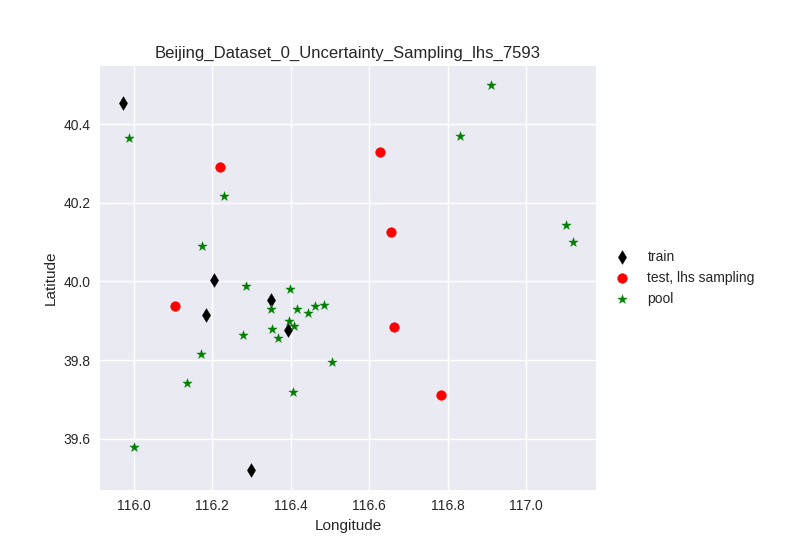 Beijing_Dataset_0_Uncertainty_Sampling_lhs_7593
Latitude
40.4
40.2
40.0
39.8
39.6
116.0 116.2 116.4 116.6 116.8 117.0
Longitude
train
test, lhs sampling
pool